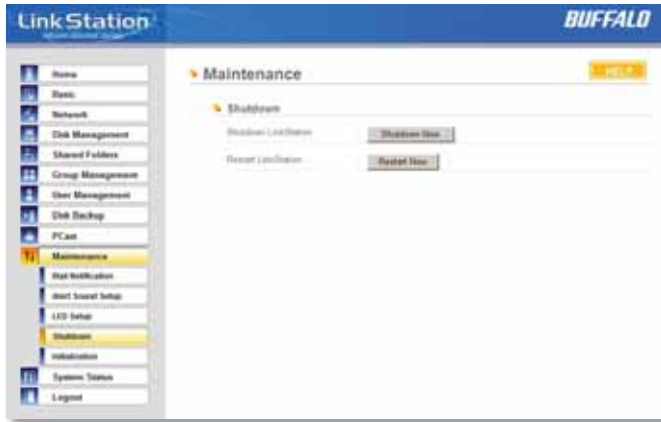 LinkStation
BUFFALO
Home
Basic
Network
Disk Management
Shared Folders
Group Management
User Management
Disk Backup
PCast
Maintenance
Mail Notification
Alert Sound Setup
LED Setup
Shutdown
Initialization
System Status
Logout
Maintenance
HELP
Shutdown
Shutdown LinkStation
Shutdown Now
Restart LinkStation
Restart Now